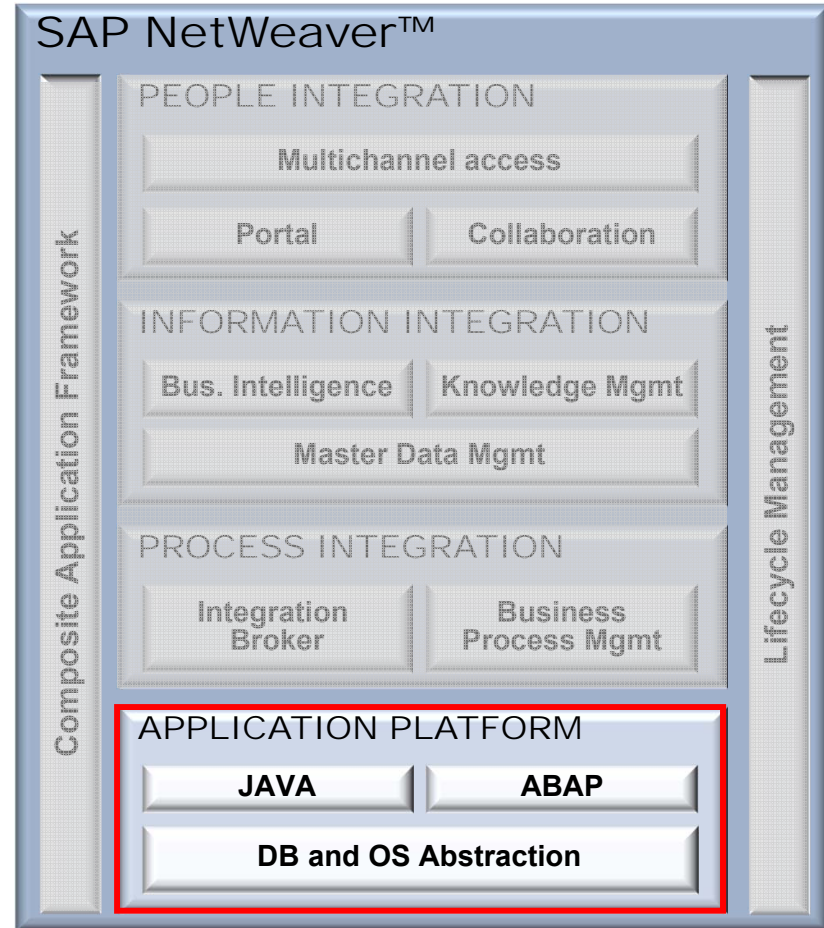 SAP NetWeaver™
Composite Application Framework
PEOPLE INTEGRATION
Multichannel access
Portal
Collaboration
INFORMATION INTEGRATION
Bus. Intelligence
Knowledge Mgmt
Master Data Mgmt
PROCESS INTEGRATION
Integration
Broker
Business
Process Mgmt
APPLICATION PLATFORM
JAVA
ABAP
DB and OS Abstraction
Lifecycle Management